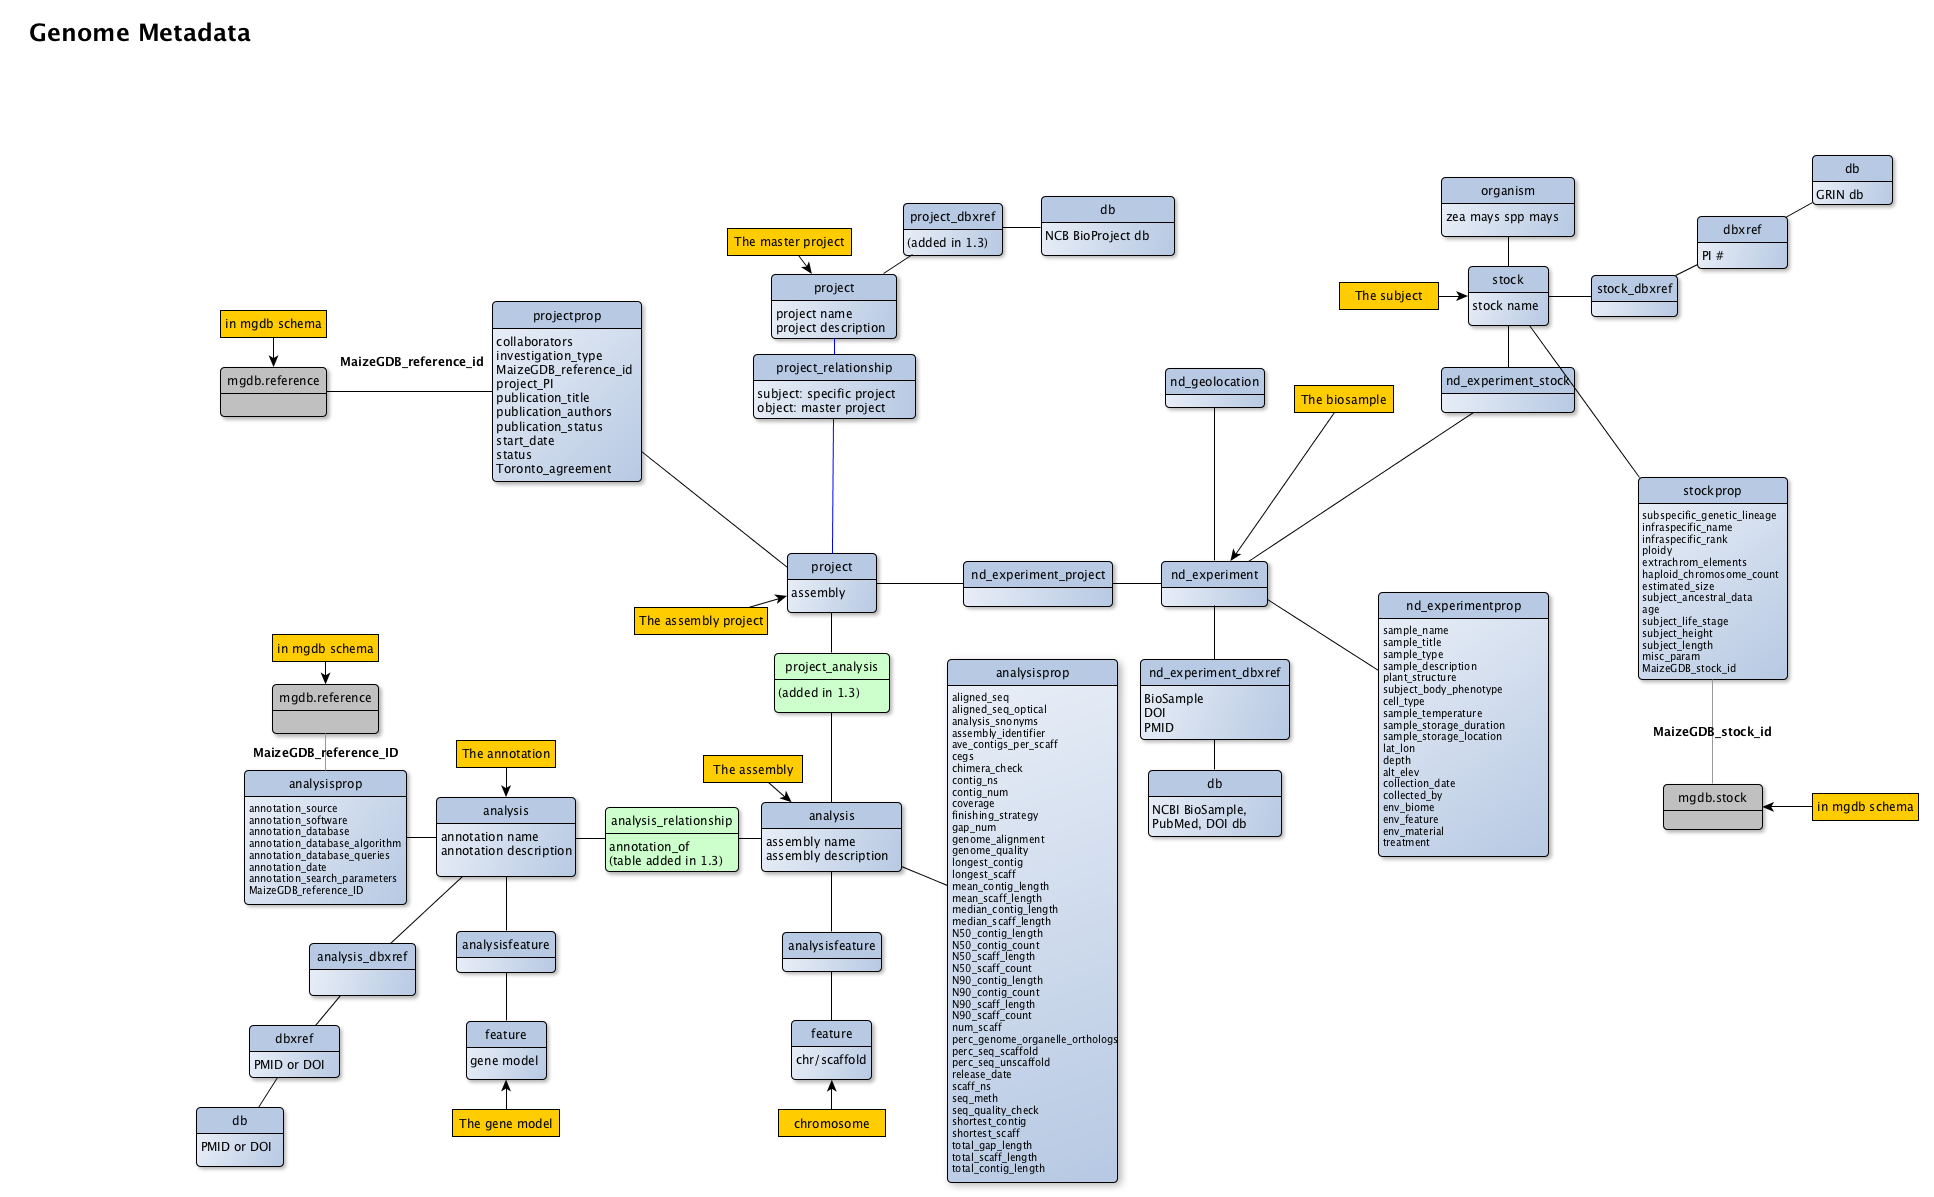 Genome Metadata
db
GRIN db
organism
zea mays spp mays
dbxref
PI #
project_dbxref
(added in 1.3)
db
NCB BioProject db
The master project
project
project name
project description
The subject
stock
stock name
stock_dbxref
in mgdb schema
mgdb.reference
MaizeGDB_reference_id
projectprop
collaborators
investigation_type
MaizeGDB_reference_id
project_PI
publication_title
publication_authors
publication_status
start_date
status
Toronto_agreement
project_relationship
subject: specific project
object: master project
nd_geolocation
The biosample
nd_experiment_stock
stockprop
subspecific_genetic_lineage
infraspecific_name
infraspecific_rank
ploidy
extrachrom_elements
haploid_chromosome_count
estimated_size
subject_ancestral_data
age
subject_life_stage
subject_height
subject_length
misc_param
MaizeGDB_stock_id
project
assembly
The assembly project
nd_experiment_project
nd_experiment
nd_experimentprop
sample_name
sample_title
sample_type
sample_description
plant_structure
subject_body_phenotype
cell_type
sample_temperature
sample_storage_duration
sample_storage_location
lat_lon
depth
alt_elev
collection_date
collected_by
env_biome
env_feature
env_material
treatment
in mgdb schema
mgdb.reference
MaizeGDB_reference_ID
project_analysis
(added in 1.3)
nd_experiment_dbxref
BioSample
DOI
PMID
db
NCBI BioSample,
PubMed, DOI db
MaizeGDB_stock_id
mgdb.stock
in mgdb schema
analysisprop
annotation_source
annotation_software
annotation_database
annotation_database_algorithm
annotation_database_queries
annotation_date
annotation_search_parameters
MaizeGDB_reference_ID
The annotation
analysis
annotation name
annotation description
analysis_relationship
annotation_of
(table added in 1.3)
The assembly
analysis
assembly name
assembly description
analysisprop
aligned_seq
aligned_seq_optical
analysis_snonyms
assembly_identifier
ave_contigs_per_scaff
cegs
chimera_check
contig_ns
contig_num
coverage
finishing_strategy
gap_num
genome_alignment
genome_quality
longest_contig
longest_scaff
mean_contig_length
mean_scaff_length
median_contig_length
median_scaff_length
N50_contig_length
N50_contig_count
N50_scaff_length
N50_scaff_count
N90_contig_length
N90_contig_count
N90_scaff_length
N90_scaff_count
num_scaff
perc_genome_organelle_orthologs
perc_seq_scaffold
perc_seq_unscaffold
release_date
scaff_ns
seq_meth
seq_quality_check
shortest_contig
shortest_scaff
total_gap_length
total_scaff_length
total_contig_length
analysis_dbxref
analysisfeature
analysisfeature
dbxref
PMID or DOI
feature
gene model
feature
chr/scaffold
db
PMID or DOI
The gene model
chromosome